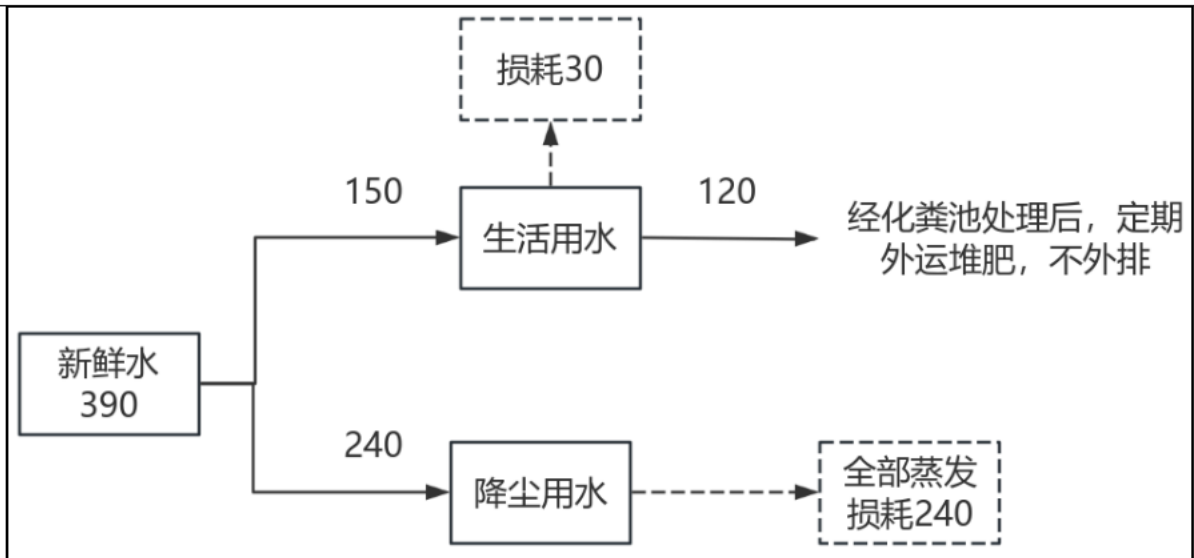 损耗30
150
生活用水
120
经化粪池处理后，定期
外运堆肥，不外排
新鲜水
390
240
降尘用水
全部蒸发
损耗240